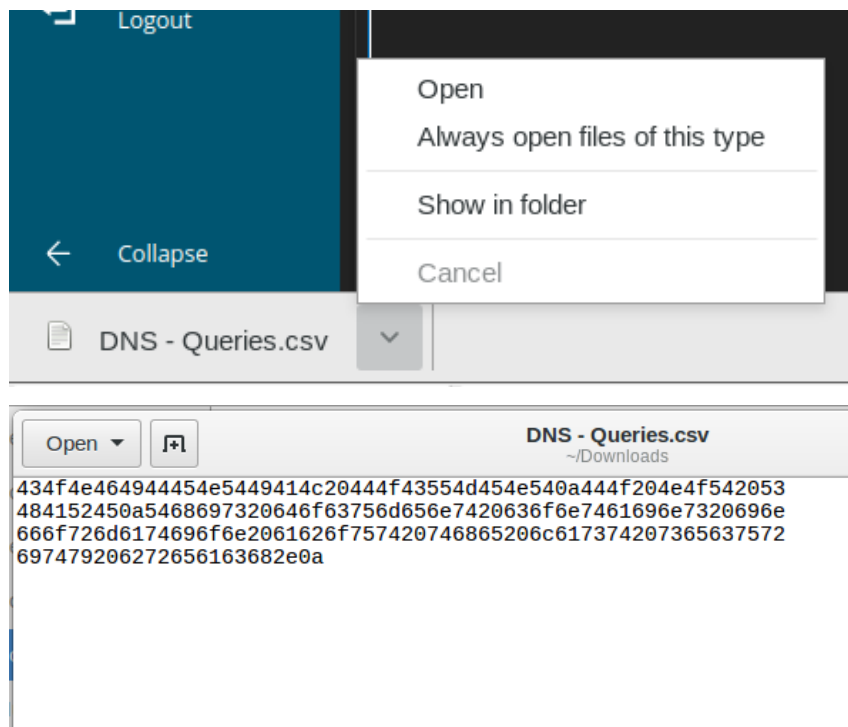 Logout
Open
Always open files of this type
Show in folder
Collapse
Cancel
DNS - Queries.csv
Open
DNS - Queries.csv
~/Downloads
434f4e464944454e5449414c20444f43554d454e540a444f204e4f542053
484152450a5468697320646f63756d656e7420636f6e7461696e7320696e
666f726d6174696f6e2061626f757420746865206c617374207365637572
697479206272656163682e0a